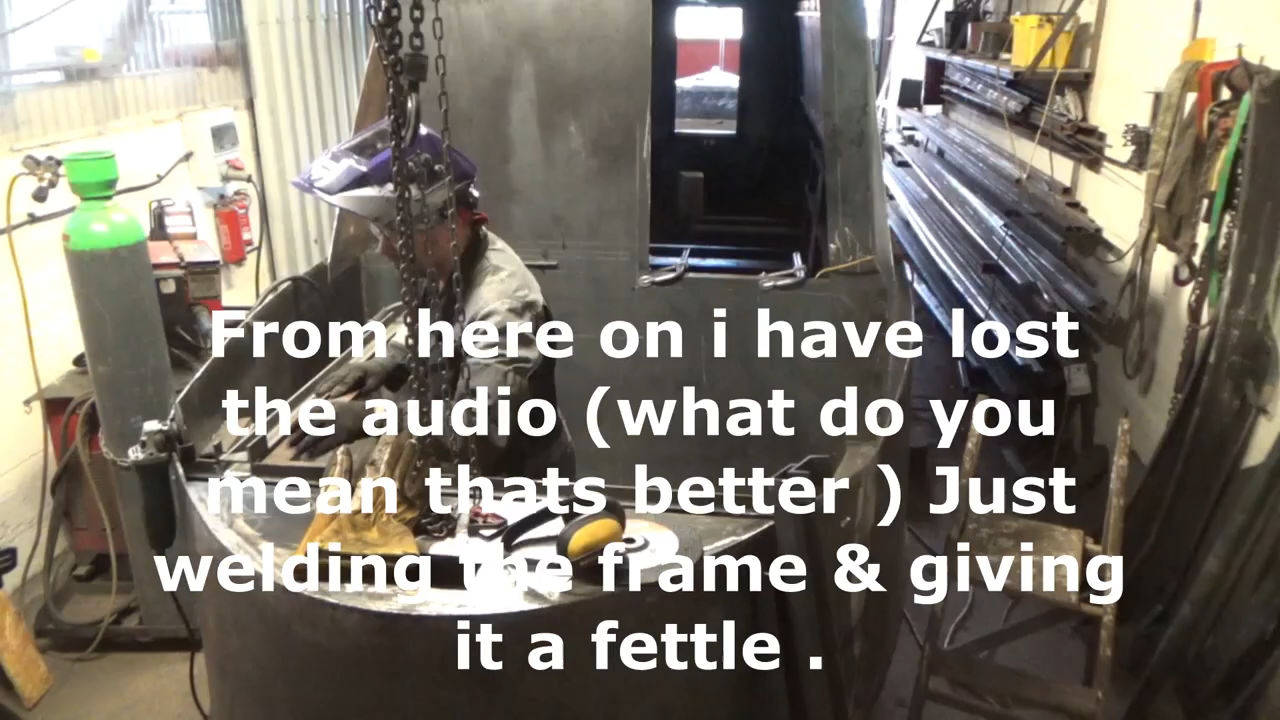 From here on i have lost
the audio (what do you
mean thats better ) Just
welding the frame & giving
it a fettle .